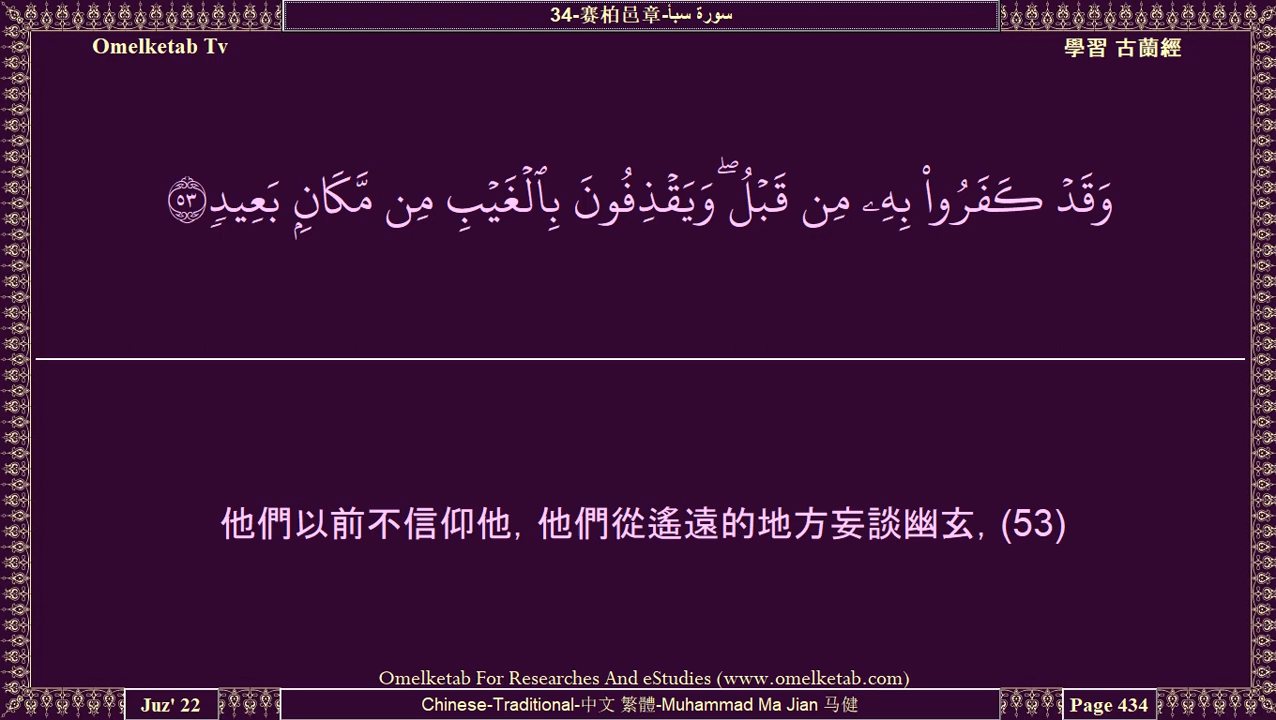 34-賽柏邑章-سورة سبأ
Omelketab Tv
學習 古蘭經
وَقَدْ كَفَرُوا۟ بِهِۦ مِن قَبْلُ ۖ وَيَقْذِفُونَ بِٱلْغَيْبِ مِن مَّكَانٍۭ بَعِيدٍ ٥٣
他們以前不信仰他, 他們從遙遠的地方妄談幽玄, (53)
Omelketab For Researches And eStudies (www.omelketab.com)
Juz' 22
Chinese-Traditional-中文 繁體-Muhammad Ma Jian 马健
Page 434